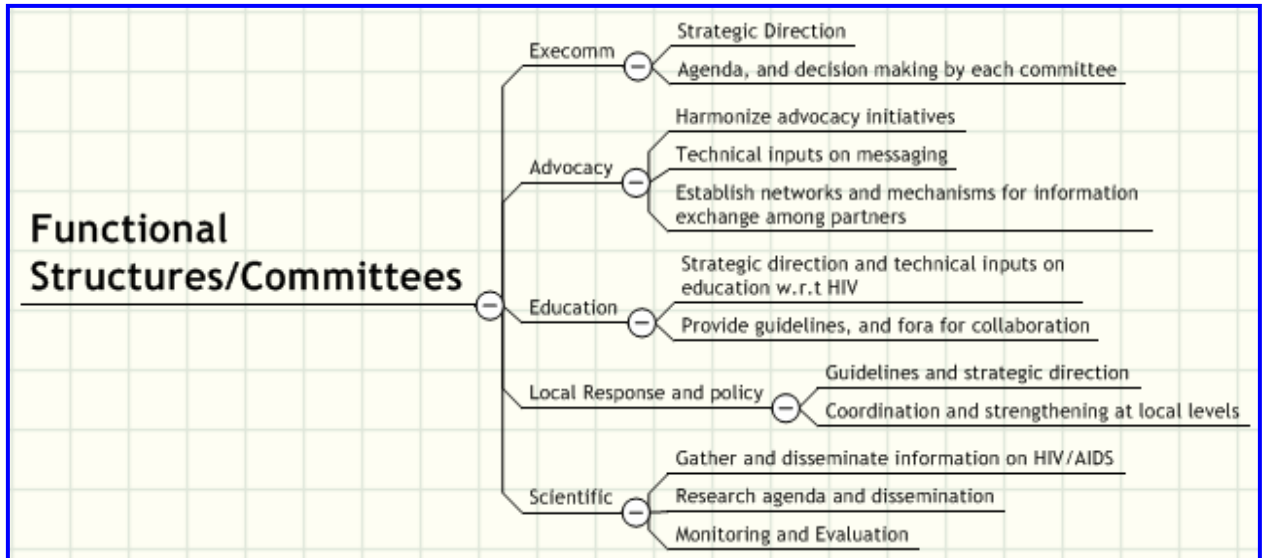 Functional
Structures/Committees
Execomm
Strategic Direction
Agenda, and decision making by each committee
Advocacy
Harmonize advocacy initiatives
Technical inputs on messaging
Establish networks and mechanisms for information
exchange among partners
Education
Strategic direction and technical inputs on
education w.r.t HIV
Provide guidelines, and fora for collaboration
Local Response and policy
Guidelines and strategic direction
Coordination and strengthening at local levels
Scientific
Gather and disseminate information on HIV/AIDS
Research agenda and dissemination
Monitoring and Evaluation